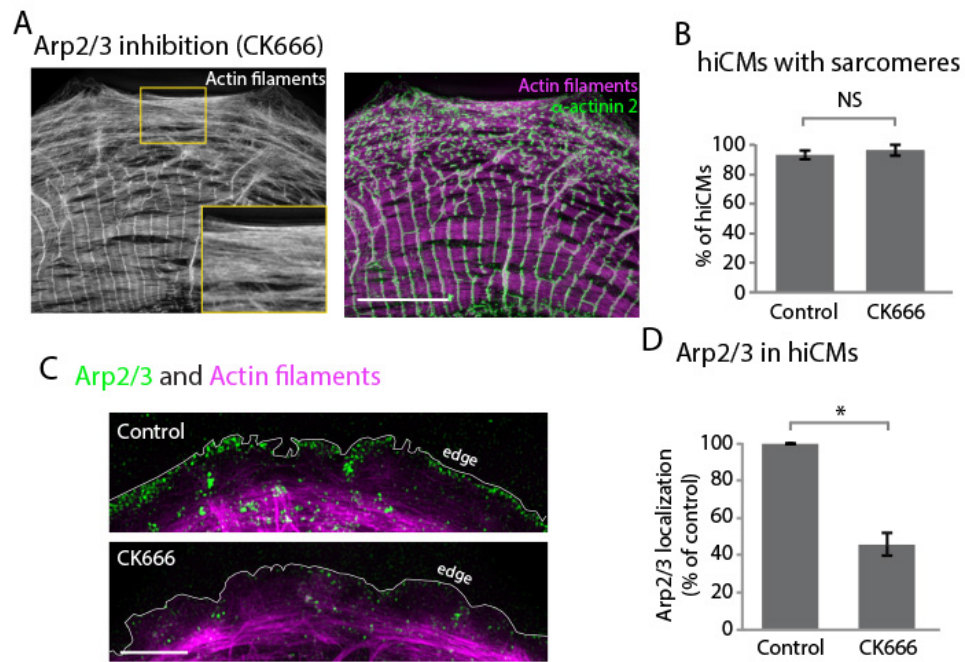 A
Arp2/3 inhibition (CK666)
Actin filaments
Actin filaments
α-actinin 2
B
hiCMs with sarcomeres
NS
100
80
60
40
20
0
% of hiCMs
Control
CK666
C
Arp2/3 and Actin filaments
Control
edge
CK666
edge
D
Arp2/3 in hiCMs
*
100
80
60
40
20
0
Arp2/3 localization
(% of control)
Control
CK666